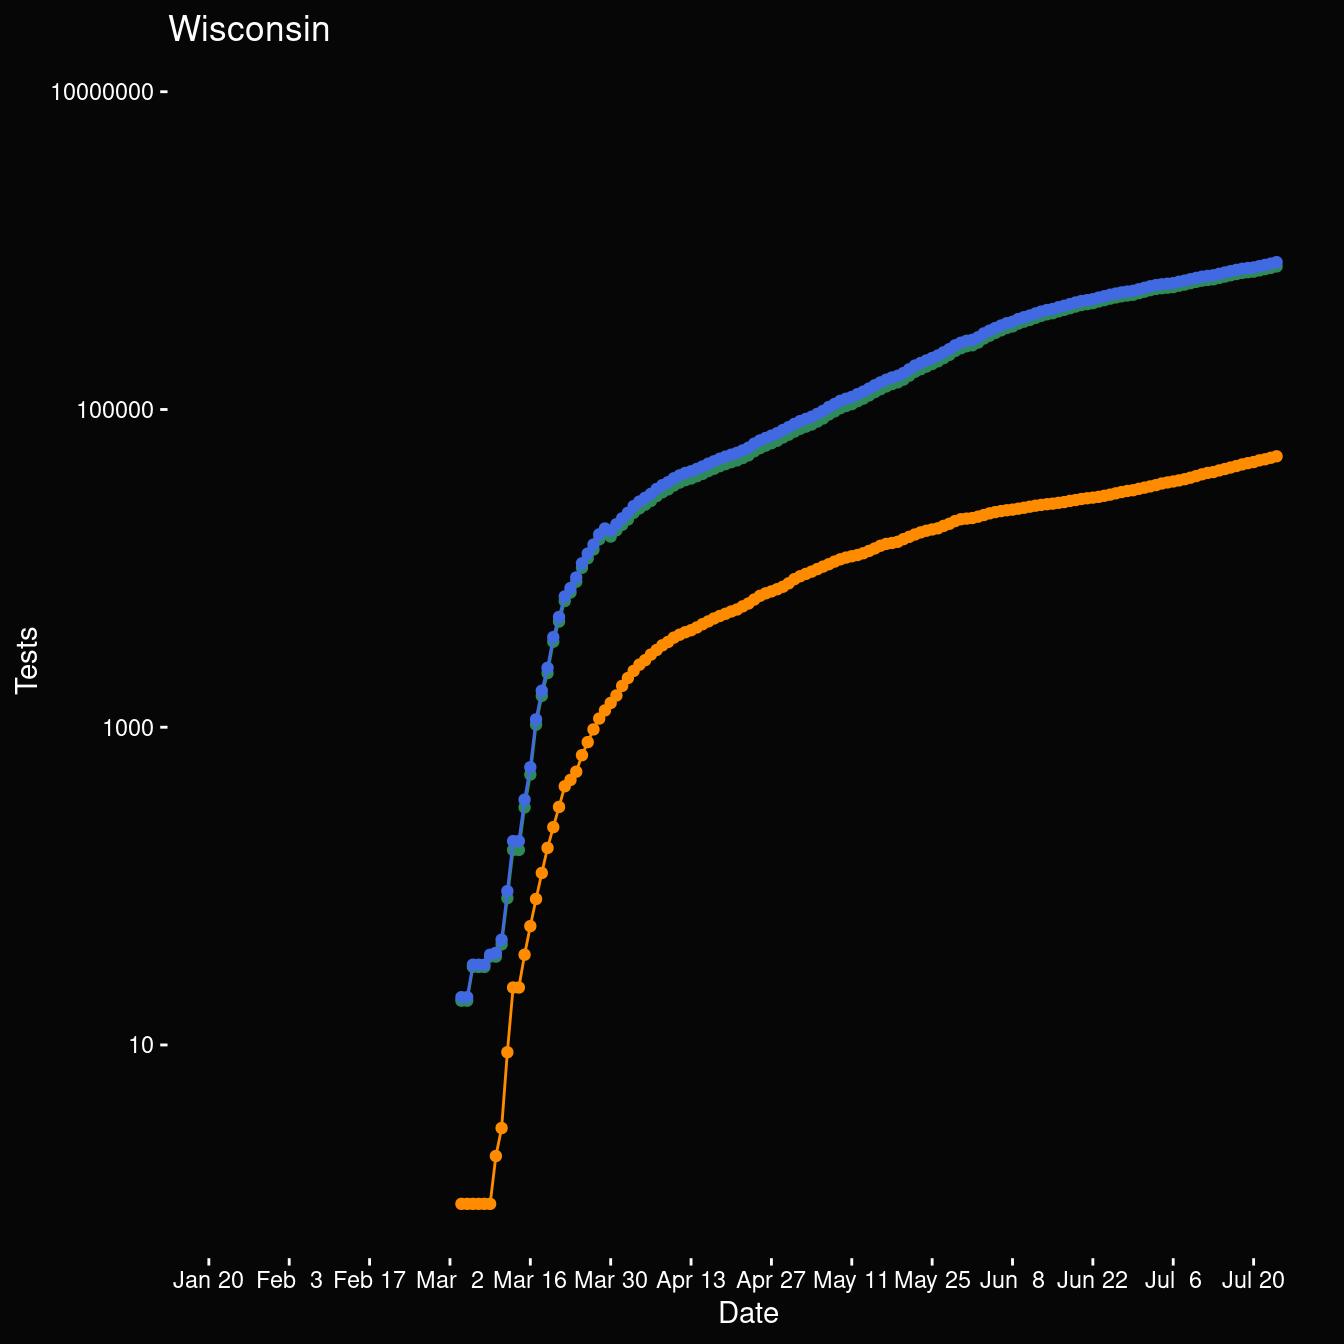 Wisconsin
10000000
100000
1000
10
Tests
Jan 20 Feb  3 Feb 17 Mar  2 Mar 16 Mar 30 Apr 13 Apr 27 May 11 May 25 Jun  8 Jun 22 Jul  6 Jul 20
Date